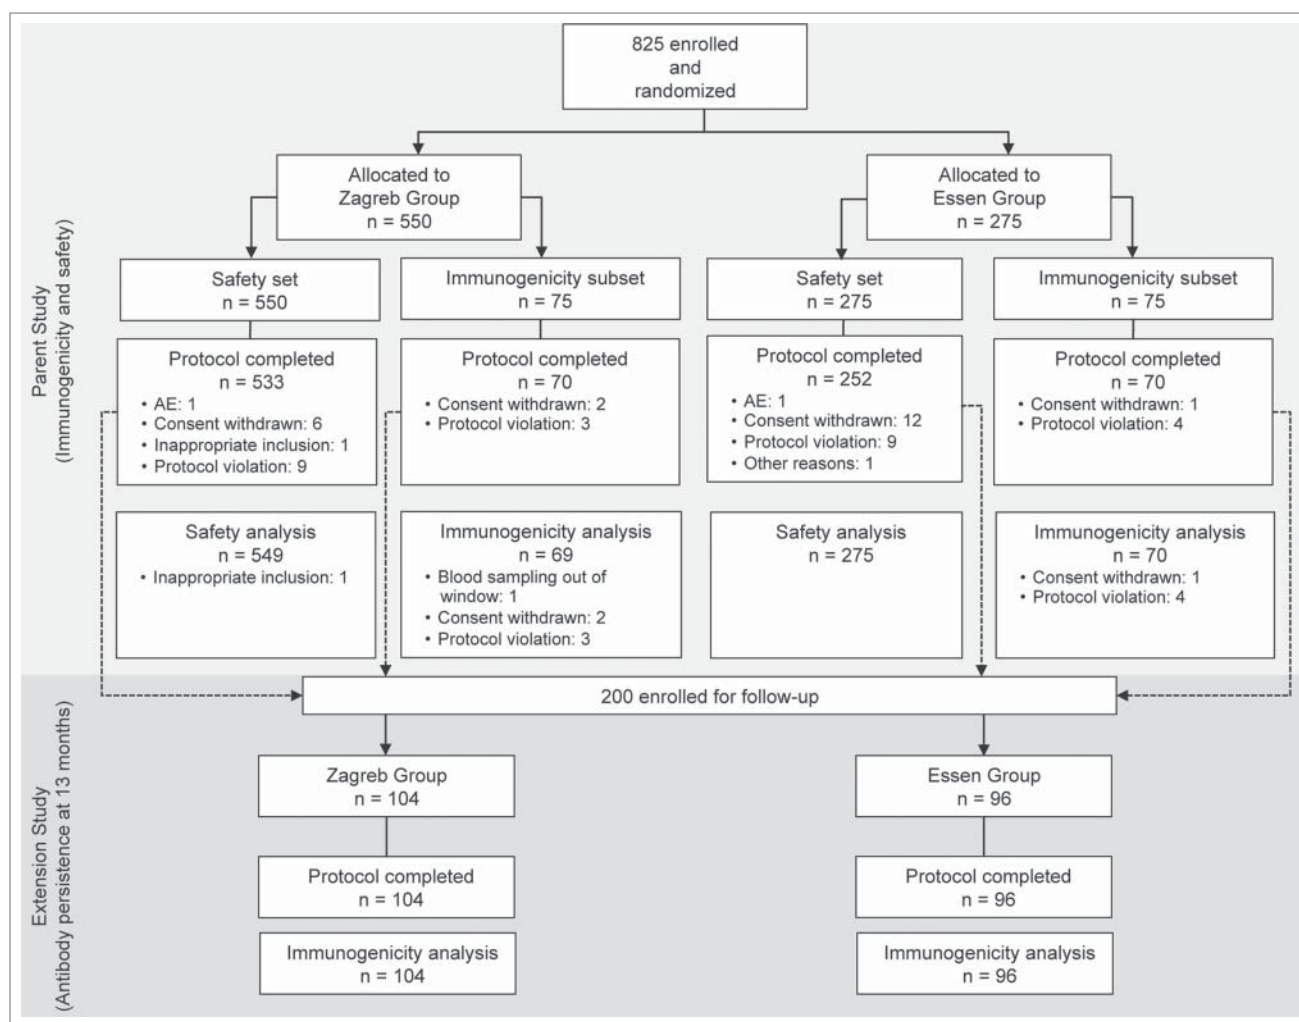 825 enrolled
and
randomized
Allocated to
Zagreb Group
n = 550
Allocated to
Essen Group
n = 275
Parent Study
(Immunogenicity and safety)
Safety set
n = 550
Immunogenicity subset
n = 75
Safety set
n = 275
Immunogenicity subset
n = 75
Protocol completed
n = 533
• AE: 1
• Consent withdrawn: 6
• Inappropriate inclusion: 1
• Protocol violation: 9
Protocol completed
n = 70
• Consent withdrawn: 2
• Protocol violation: 3
Protocol completed
n = 252
• AE: 1
• Consent withdrawn: 12
• Protocol violation: 9
• Other reasons: 1
Protocol completed
n = 70
• Consent withdrawn: 1
• Protocol violation: 4
Safety analysis
n = 549
• Inappropriate inclusion: 1
Immunogenicity analysis
n = 69
• Blood sampling out of
window: 1
• Consent withdrawn: 2
• Protocol violation: 3
Safety analysis
n = 275
Immunogenicity analysis
n = 70
• Consent withdrawn: 1
• Protocol violation: 4
200 enrolled for follow-up
Extension Study
(Antibody persistence at 13 months)
Zagreb Group
n = 104
Essen Group
n = 96
Protocol completed
n = 104
Protocol completed
n = 96
Immunogenicity analysis
n = 104
Immunogenicity analysis
n = 96